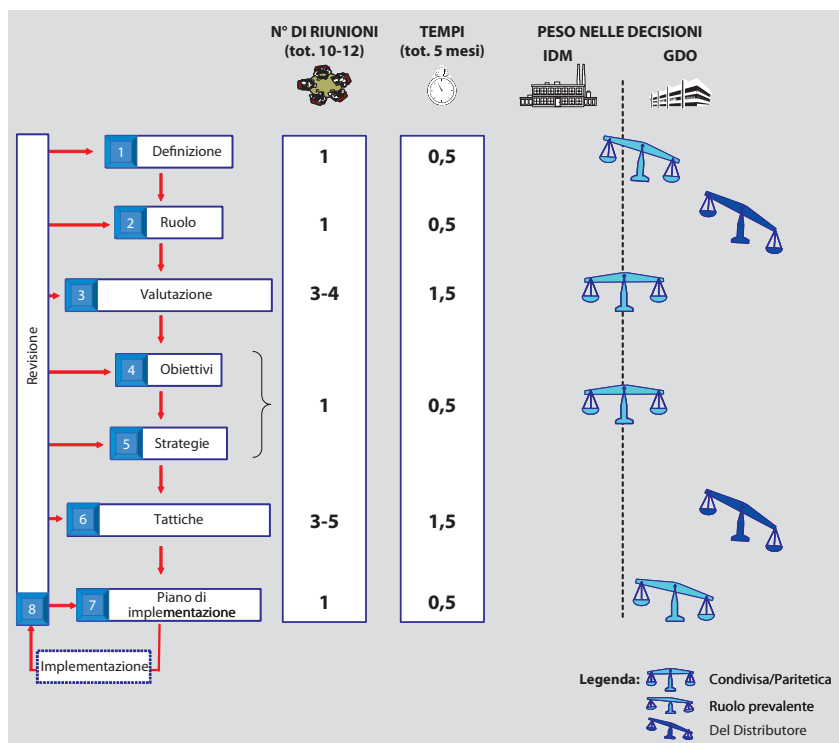 N° DI RIUNIONI
(tot. 10-12)
TEMPI
(tot. 5 mesi)
PESO NELLE DECISIONI
IDM
GDO
1 Definizione 1 0,5
2 Ruolo 1 0,5
3 Valutazione 3-4 1,5
4 Obiettivi
1 0,5
5 Strategie
6 Tattiche 3-5 1,5
7 Piano di
implementazione
1 0,5
Revisione
8
Implementazione
Legenda: Condivisa/Paritetica
Ruolo prevalente
Del Distributore